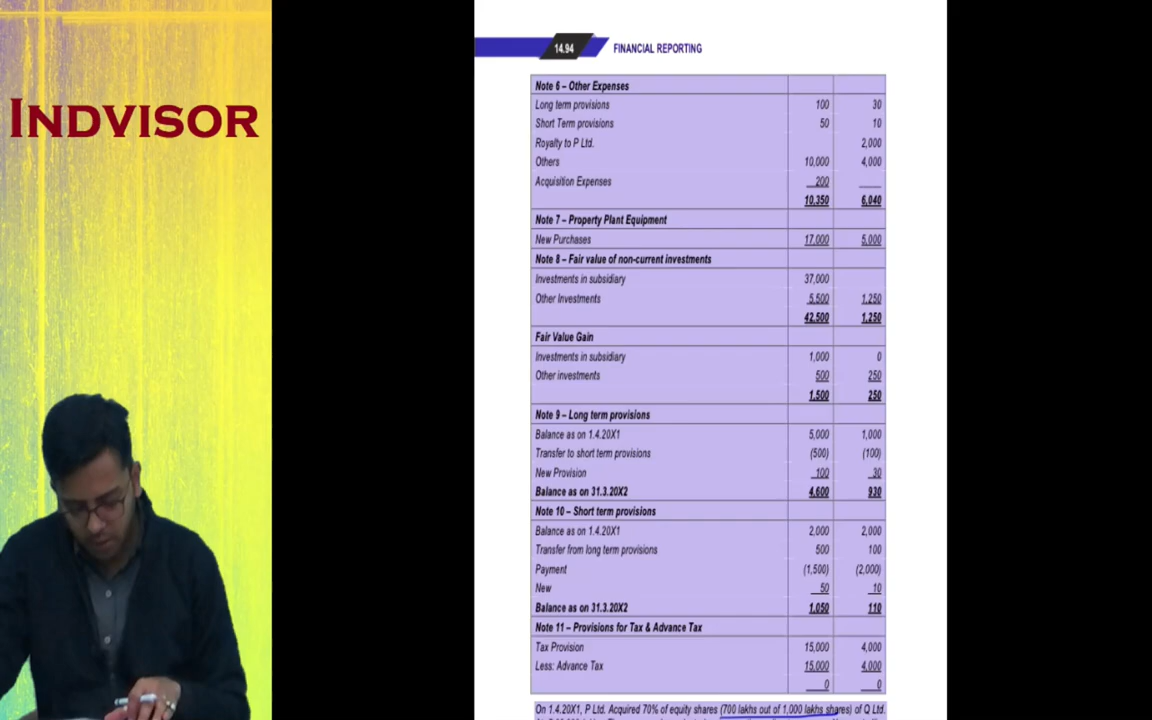 INDVISOR
14.94 FINANCIAL REPORTING
Note 6 – Other Expenses
Long term provisions 100 30
Short Term provisions 50 10
Royalty to P Ltd. 2,000
Others 10,000 4,000
Acquisition Expenses 200
10,350 6,040
Note 7 – Property Plant Equipment
New Purchases 17,000 5,000
Note 8 – Fair value of non-current investments
Investments in subsidiary 37,000
Other Investments 5,500 1,250
42,500 1,250
Fair Value Gain
Investments in subsidiary 1,000 0
Other investments 500 250
1,500 250
Note 9 – Long term provisions
Balance as on 1.4.20X1 5,000 1,000
Transfer to short term provisions (500) (100)
New Provision 100 30
Balance as on 31.3.20X2 4,600 930
Note 10 – Short term provisions
Balance as on 1.4.20X1 2,000 2,000
Transfer from long term provisions 500 100
Payment (1,500) (2,000)
New 50 10
Balance as on 31.3.20X2 1,050 110
Note 11 – Provisions for Tax & Advance Tax
Tax Provision 15,000 4,000
Less: Advance Tax 15,000 4,000
0 0
On 1.4.20X1, P Ltd. Acquired 70% of equity shares (700 lakhs out of 1,000 lakhs shares) of Q Ltd.